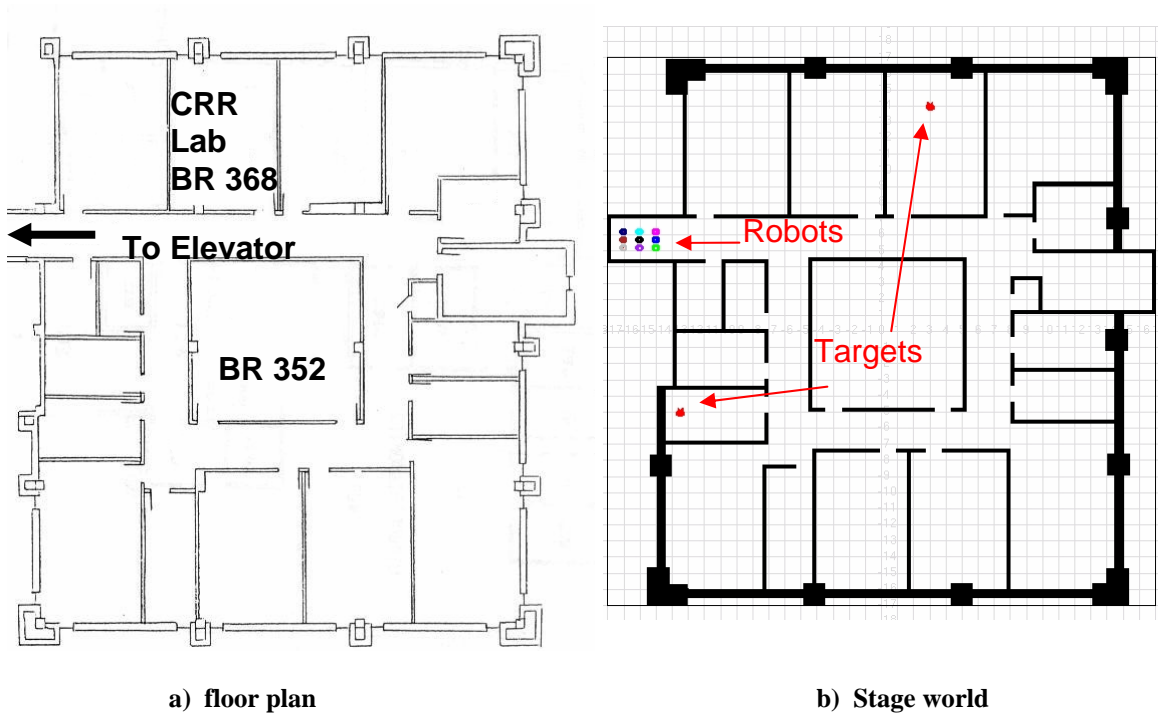 CRR
Lab
BR 368
To Elevator
BR 352
Robots
Targets
a) floor plan
b) Stage world